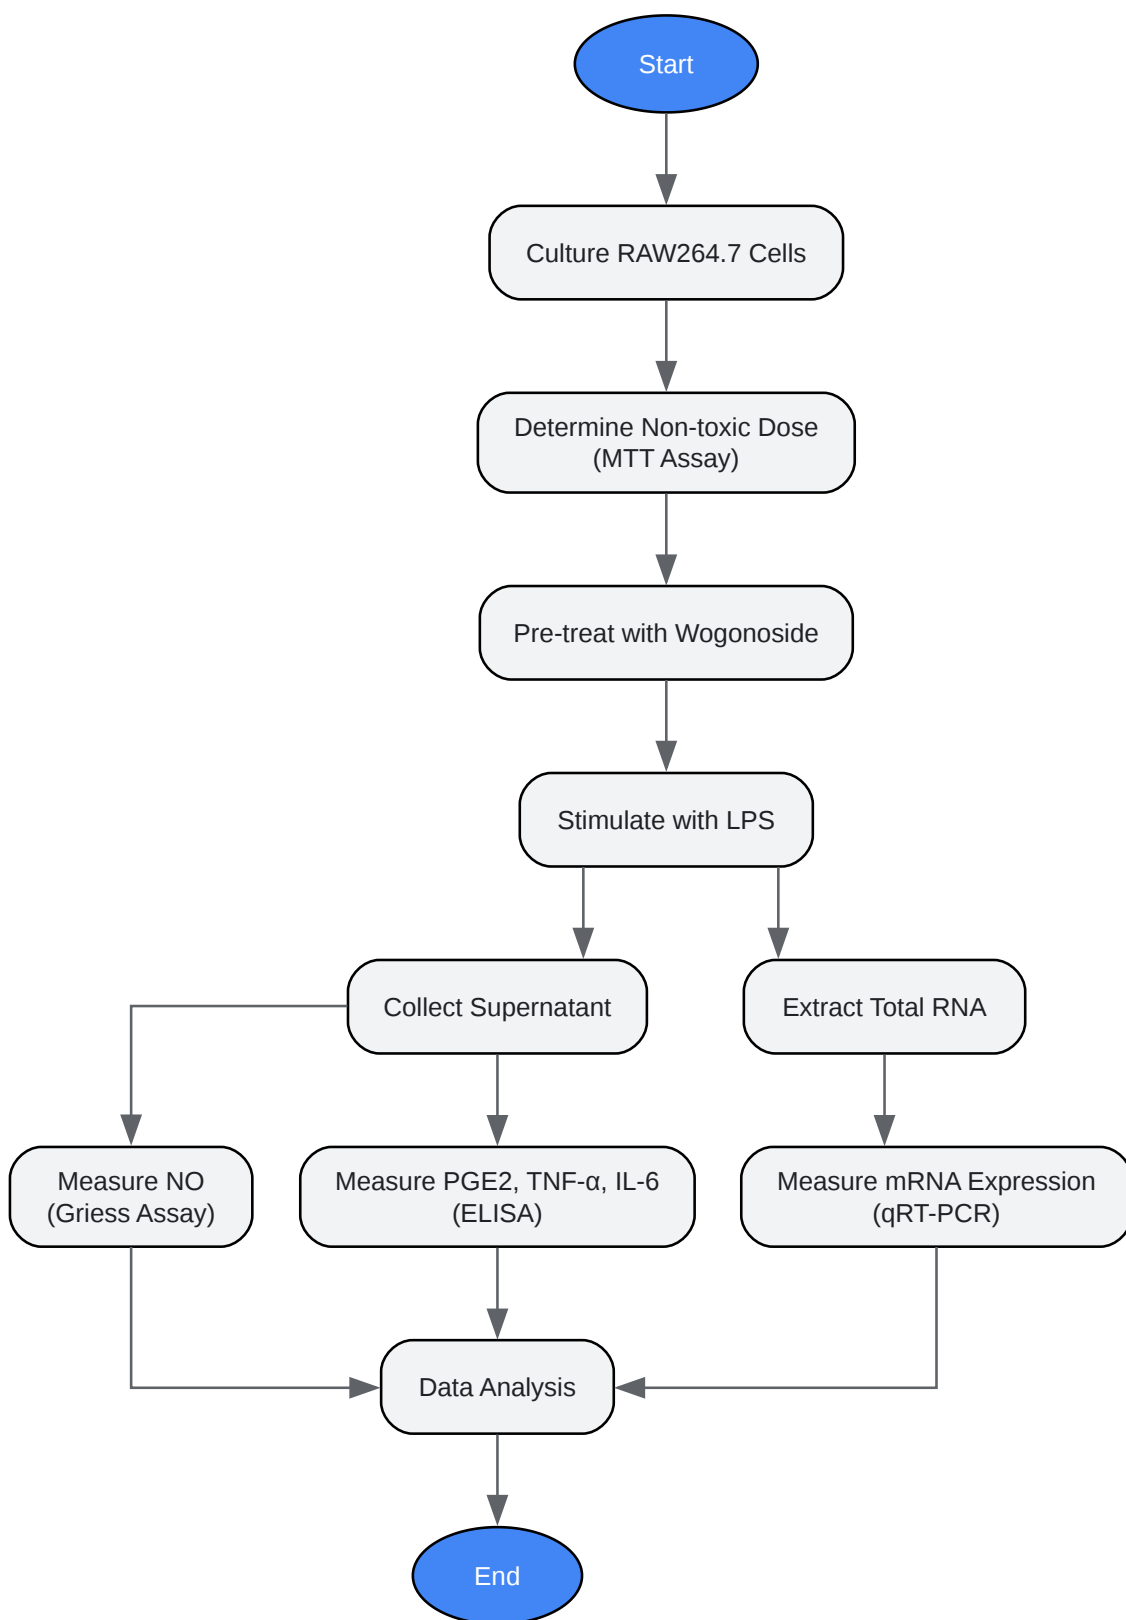 Start
Culture RAW264.7 Cells
Determine Non-toxic Dose
(MTT Assay)
Pre-treat with Wogonoside
Stimulate with LPS
Collect Supernatant
Extract Total RNA
Measure NO
(Griess Assay)
Measure PGE2, TNF-α, IL-6
(ELISA)
Measure mRNA Expression
(qRT-PCR)
Data Analysis
End